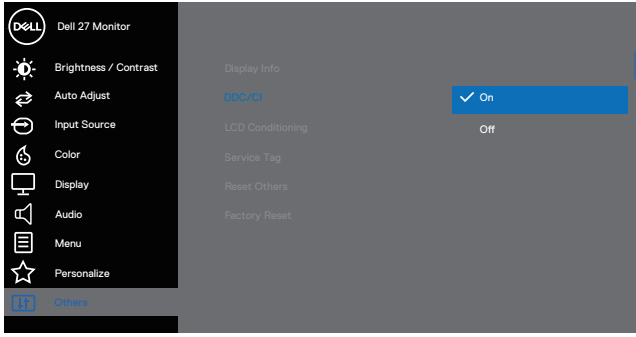 DELL
Dell 27 Monitor
Brightness / Contrast
Auto Adjust
Input Source
Color
Display
Audio
Menu
Personalize
Others
Display Info
DDC/CI
LCD Conditioning
Service Tag
Reset Others
Factory Reset
On
Off